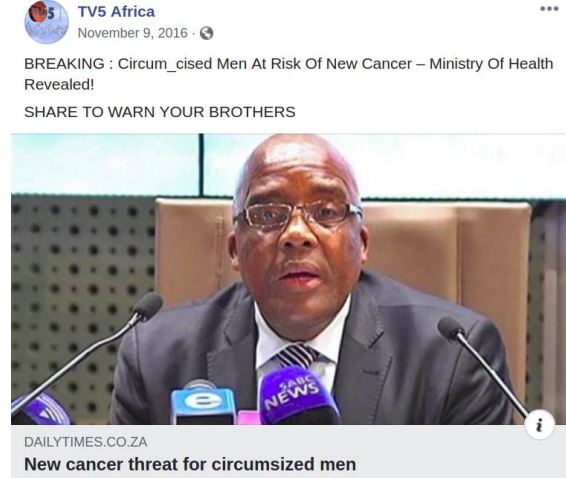 TV5 Africa
November 9, 2016
BREAKING : Circum_cised Men At Risk Of New Cancer – Ministry Of Health
Revealed!
SHARE TO WARN YOUR BROTHERS
SABC
NEWS
e
i
DAILYTIMES.CO.ZA
New cancer threat for circumsized men